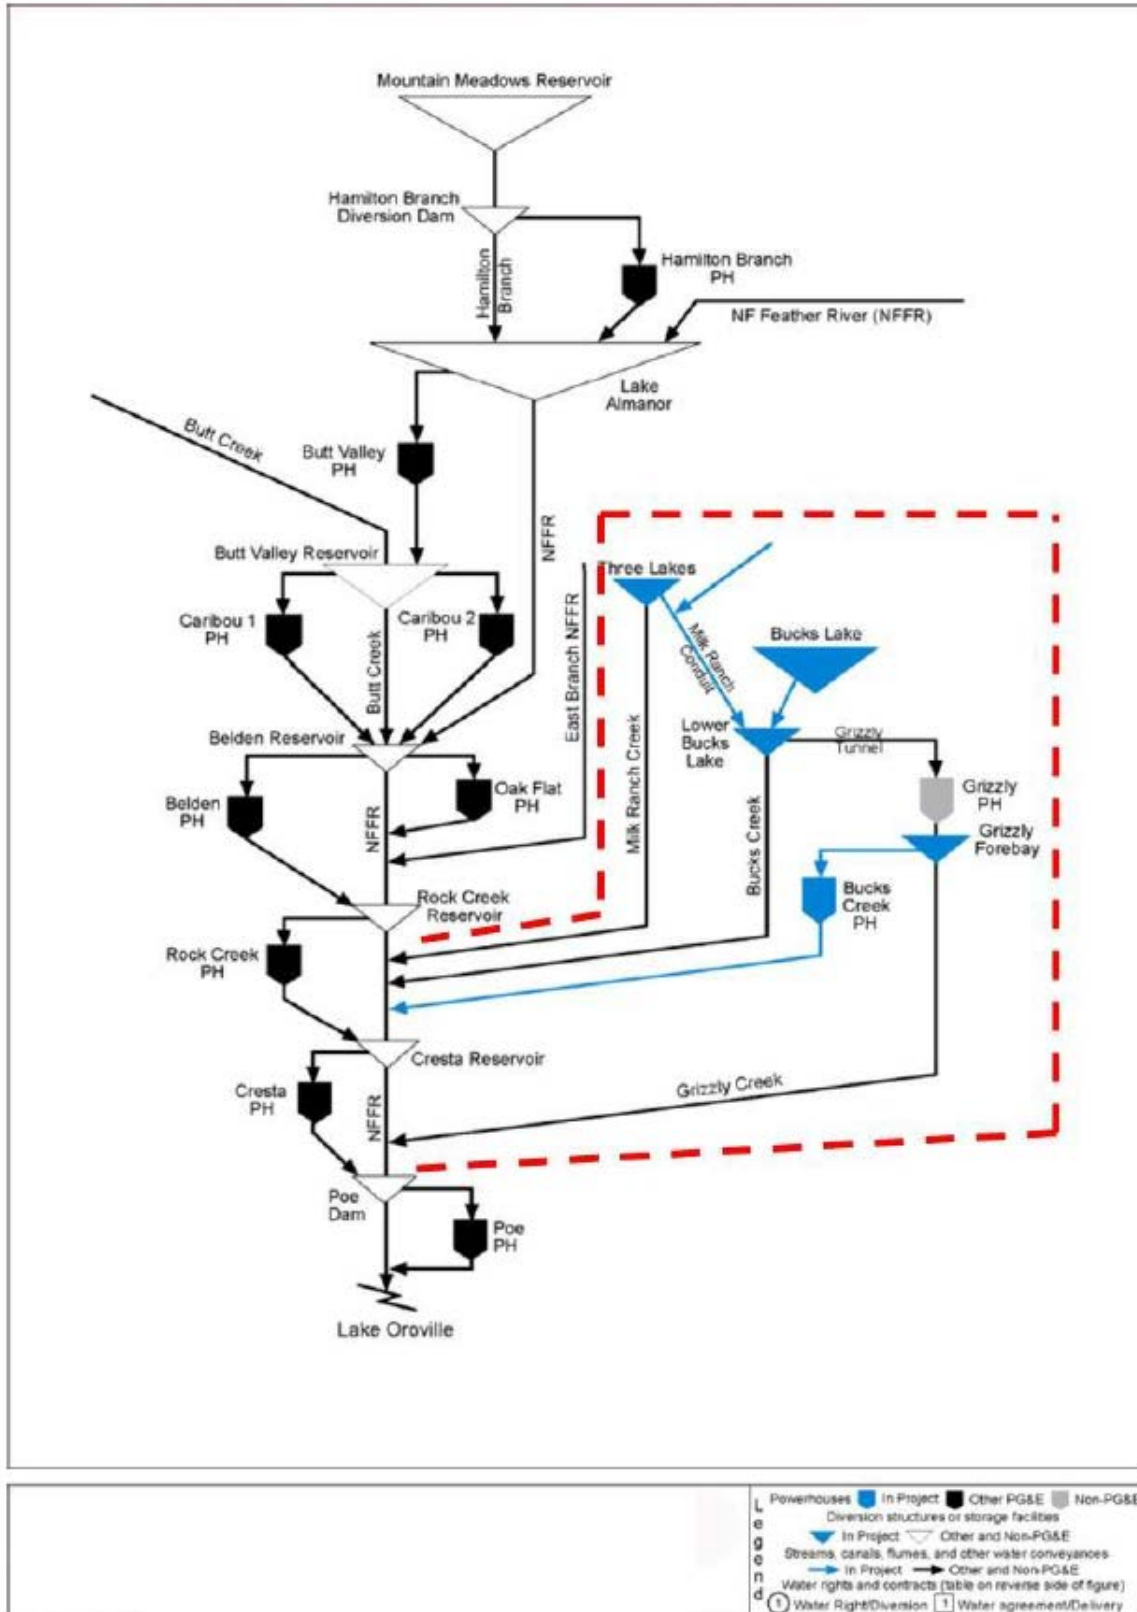 Mountain Meadows Reservoir
Hamilton Branch
Diversion Dam
Hamilton
Branch
Hamilton Branch
PH
NF Feather River (NFFR)
Lake
Almanor
Butt Creek
Butt Valley
PH
NFFR
Butt Valley Reservoir
Caribou 1
PH
Caribou 2
PH
Butt Creek
East Branch NFFR
Three Lakes
Milk Ranch
Conduit
Bucks Lake
Belden Reservoir
Lower
Bucks
Lake
Grizzly
Tunnel
Belden
PH
Oak Flat
PH
NFFR
Milk Ranch Creek
Bucks Creek
Grizzly
PH
Grizzly
Forebay
Bucks
Creek
PH
Rock Creek
Reservoir
Rock Creek
PH
Cresta Reservoir
Cresta
PH
NFFR
Grizzly Creek
Poe
Dam
Poe
PH
Lake Oroville
Legend
Powerhouses In Project Other PG&E Non-PG&E
Diversion structures or storage facilities
In Project Other and Non-PG&E
Streams, canals, flumes, and other water conveyances
In Project Other and Non-PG&E
Water rights and contracts (table on reverse side of figure)
1 Water Right/Diversion 1 Water agreement/Delivery